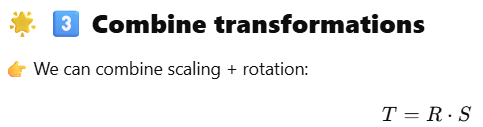 🌟 3️⃣ Combine transformations
👉 We can combine scaling + rotation:
T = R · S